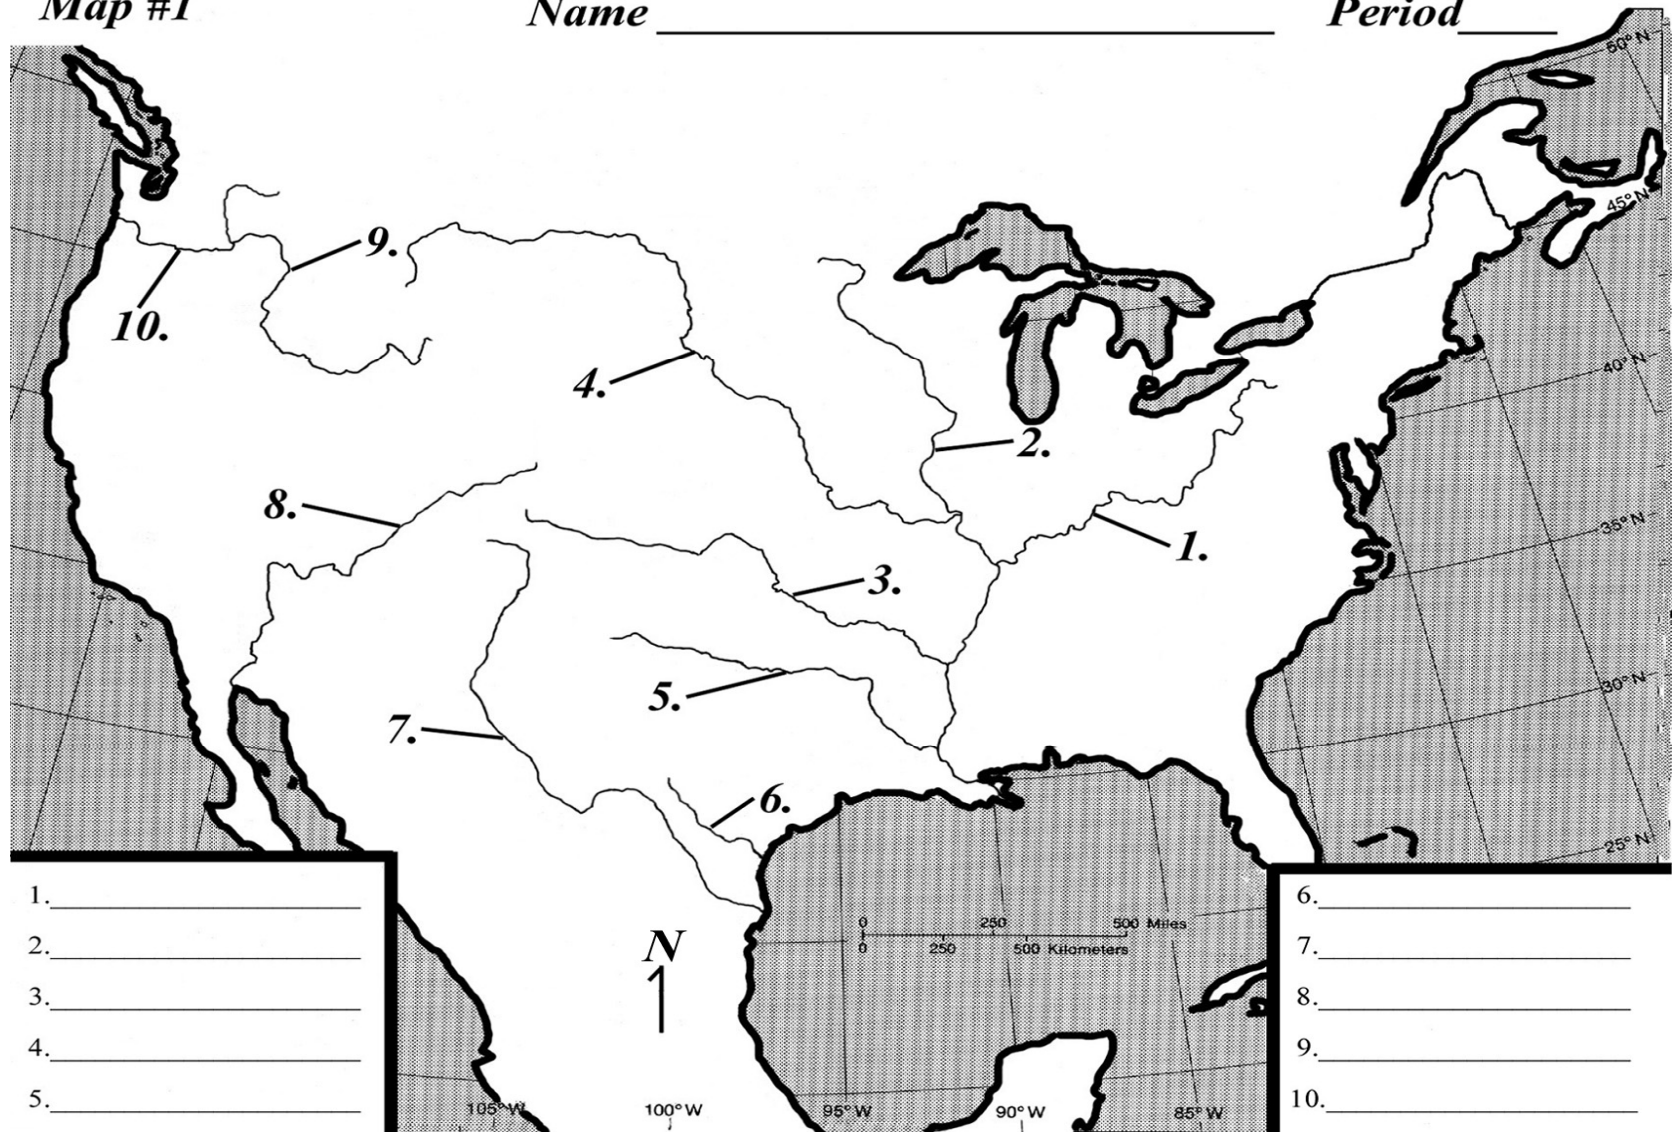 Map #1 Name Period
50° N
45° N
9.
10.
40° N
4.
2.
35° N
8.
1.
3.
30° N
5.
7.
6.
25° N
1.
2.
3.
4.
5.
N
0 250 500 Miles
0 250 500 Kilometers
105° W 100° W 95° W 90° W 85° W
6.
7.
8.
9.
10.